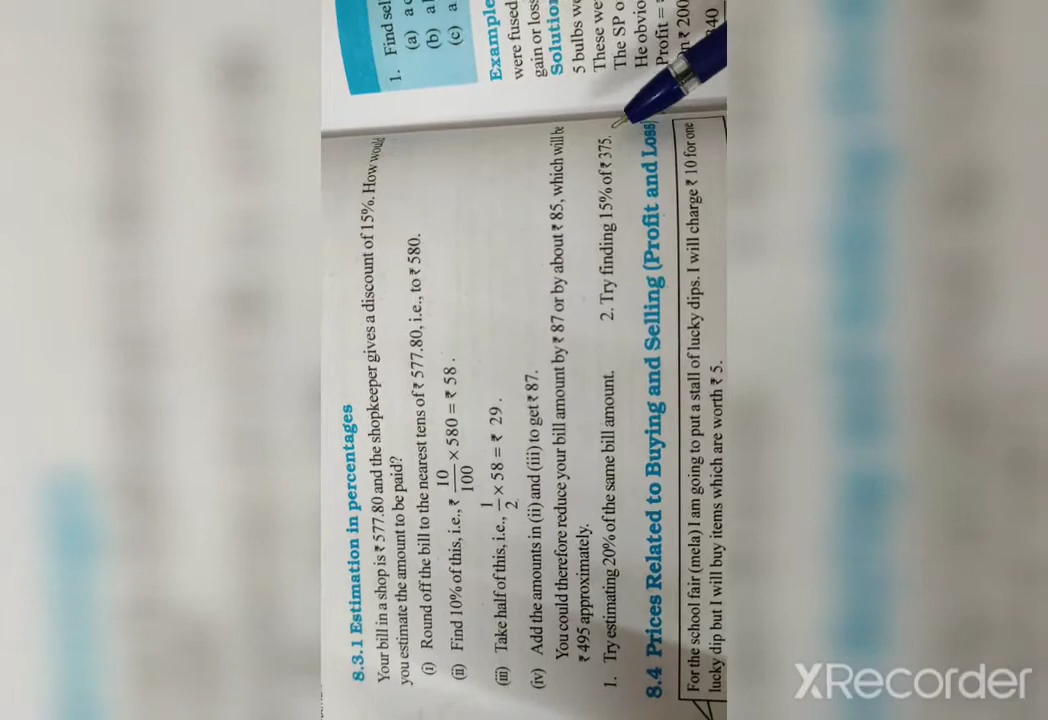 8.3.1 Estimation in percentages
Your bill in a shop is ₹ 577.80 and the shopkeeper gives a discount of 15%. How would
you estimate the amount to be paid?
(i) Round off the bill to the nearest tens of ₹ 577.80, i.e., to ₹ 580.
(ii) Find 10% of this, i.e., ₹ 10/100 × 580 = ₹ 58 .
(iii) Take half of this, i.e., 1/2 × 58 = ₹ 29 .
(iv) Add the amounts in (ii) and (iii) to get ₹ 87.
You could therefore reduce your bill amount by ₹ 87 or by about ₹ 85, which will be
₹ 495 approximately.
1. Try estimating 20% of the same bill amount. 2. Try finding 15% of ₹ 375.
8.4 Prices Related to Buying and Selling (Profit and Loss)
For the school fair (mela) I am going to put a stall of lucky dips. I will charge ₹ 10 for one
lucky dip but I will buy items which are worth ₹ 5.
1. Find sel
(a) a
(b) a
(c) a
Example
were fused
gain or loss
Solution
5 bulbs we
These we
The SP o
He obvio
Profit =
₹ 200
240
XRecorder